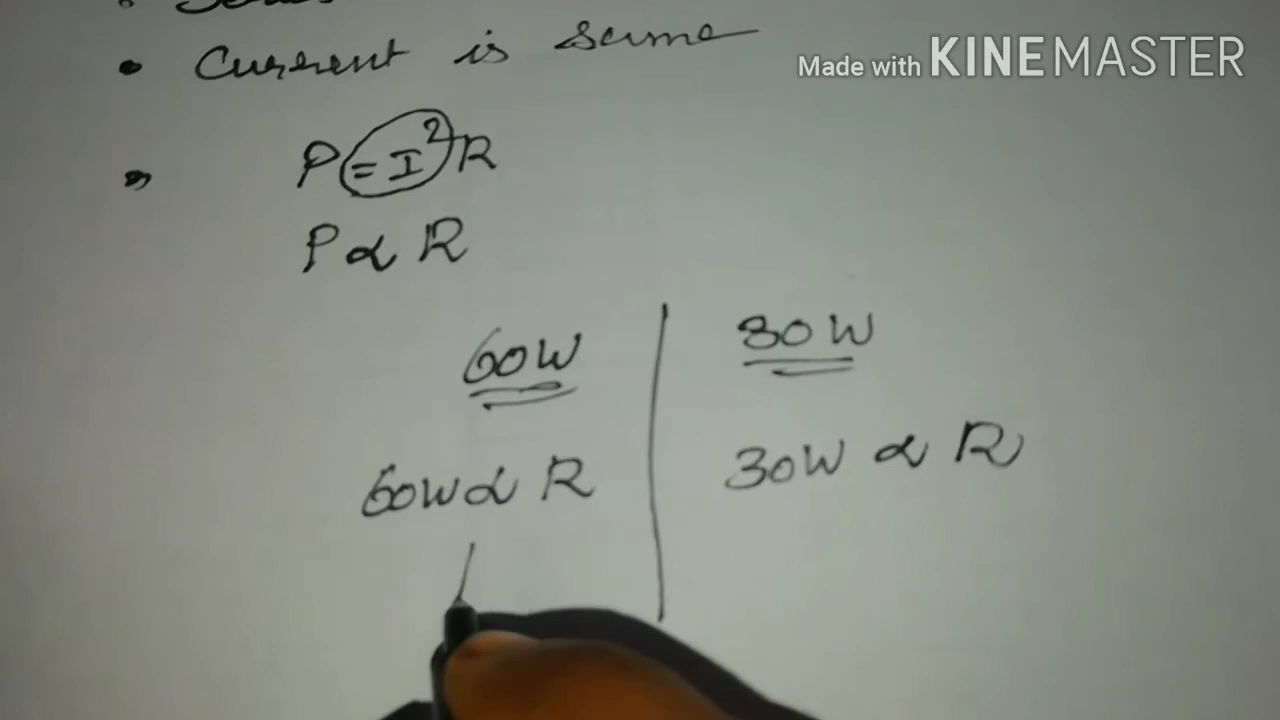 • Current is same
Made with KINEMASTER
• P = I²R
P α R
60W
30W
60W α R
30W α R